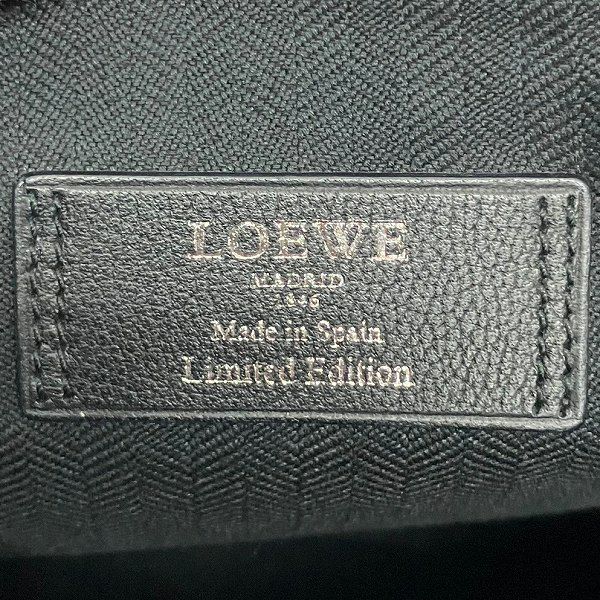 LOEWE
MADRID
1846
Made in Spain
Limited Edition